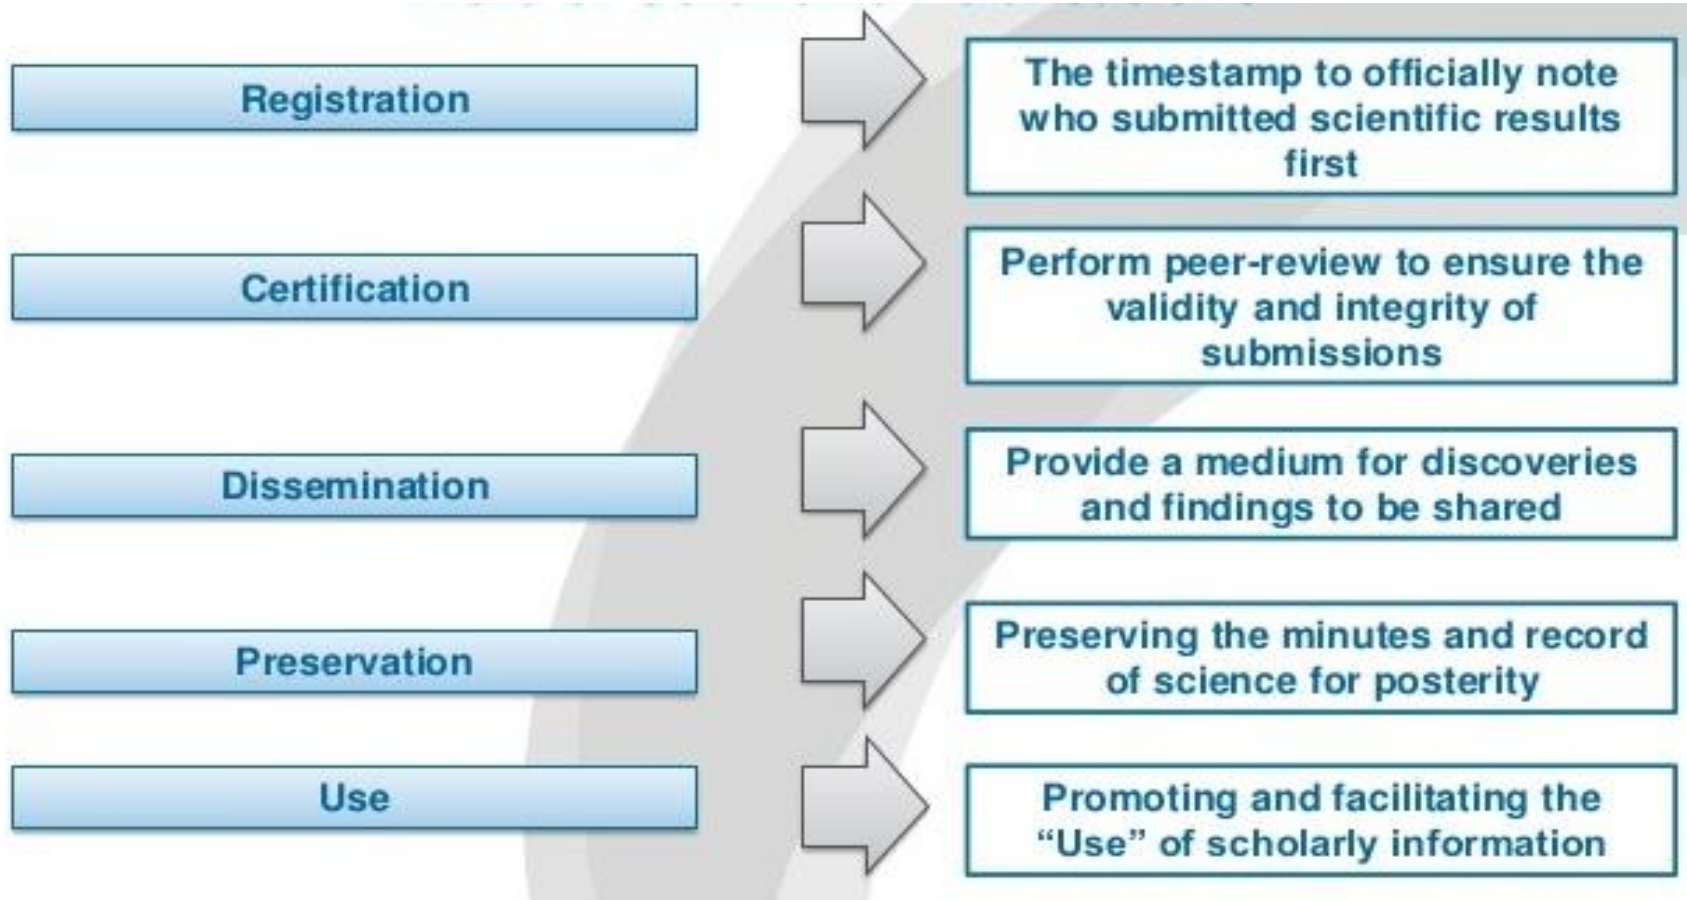 Registration
The timestamp to officially note
who submitted scientific results
first
Certification
Perform peer-review to ensure the
validity and integrity of
submissions
Dissemination
Provide a medium for discoveries
and findings to be shared
Preservation
Preserving the minutes and record
of science for posterity
Use
Promoting and facilitating the
“Use” of scholarly information